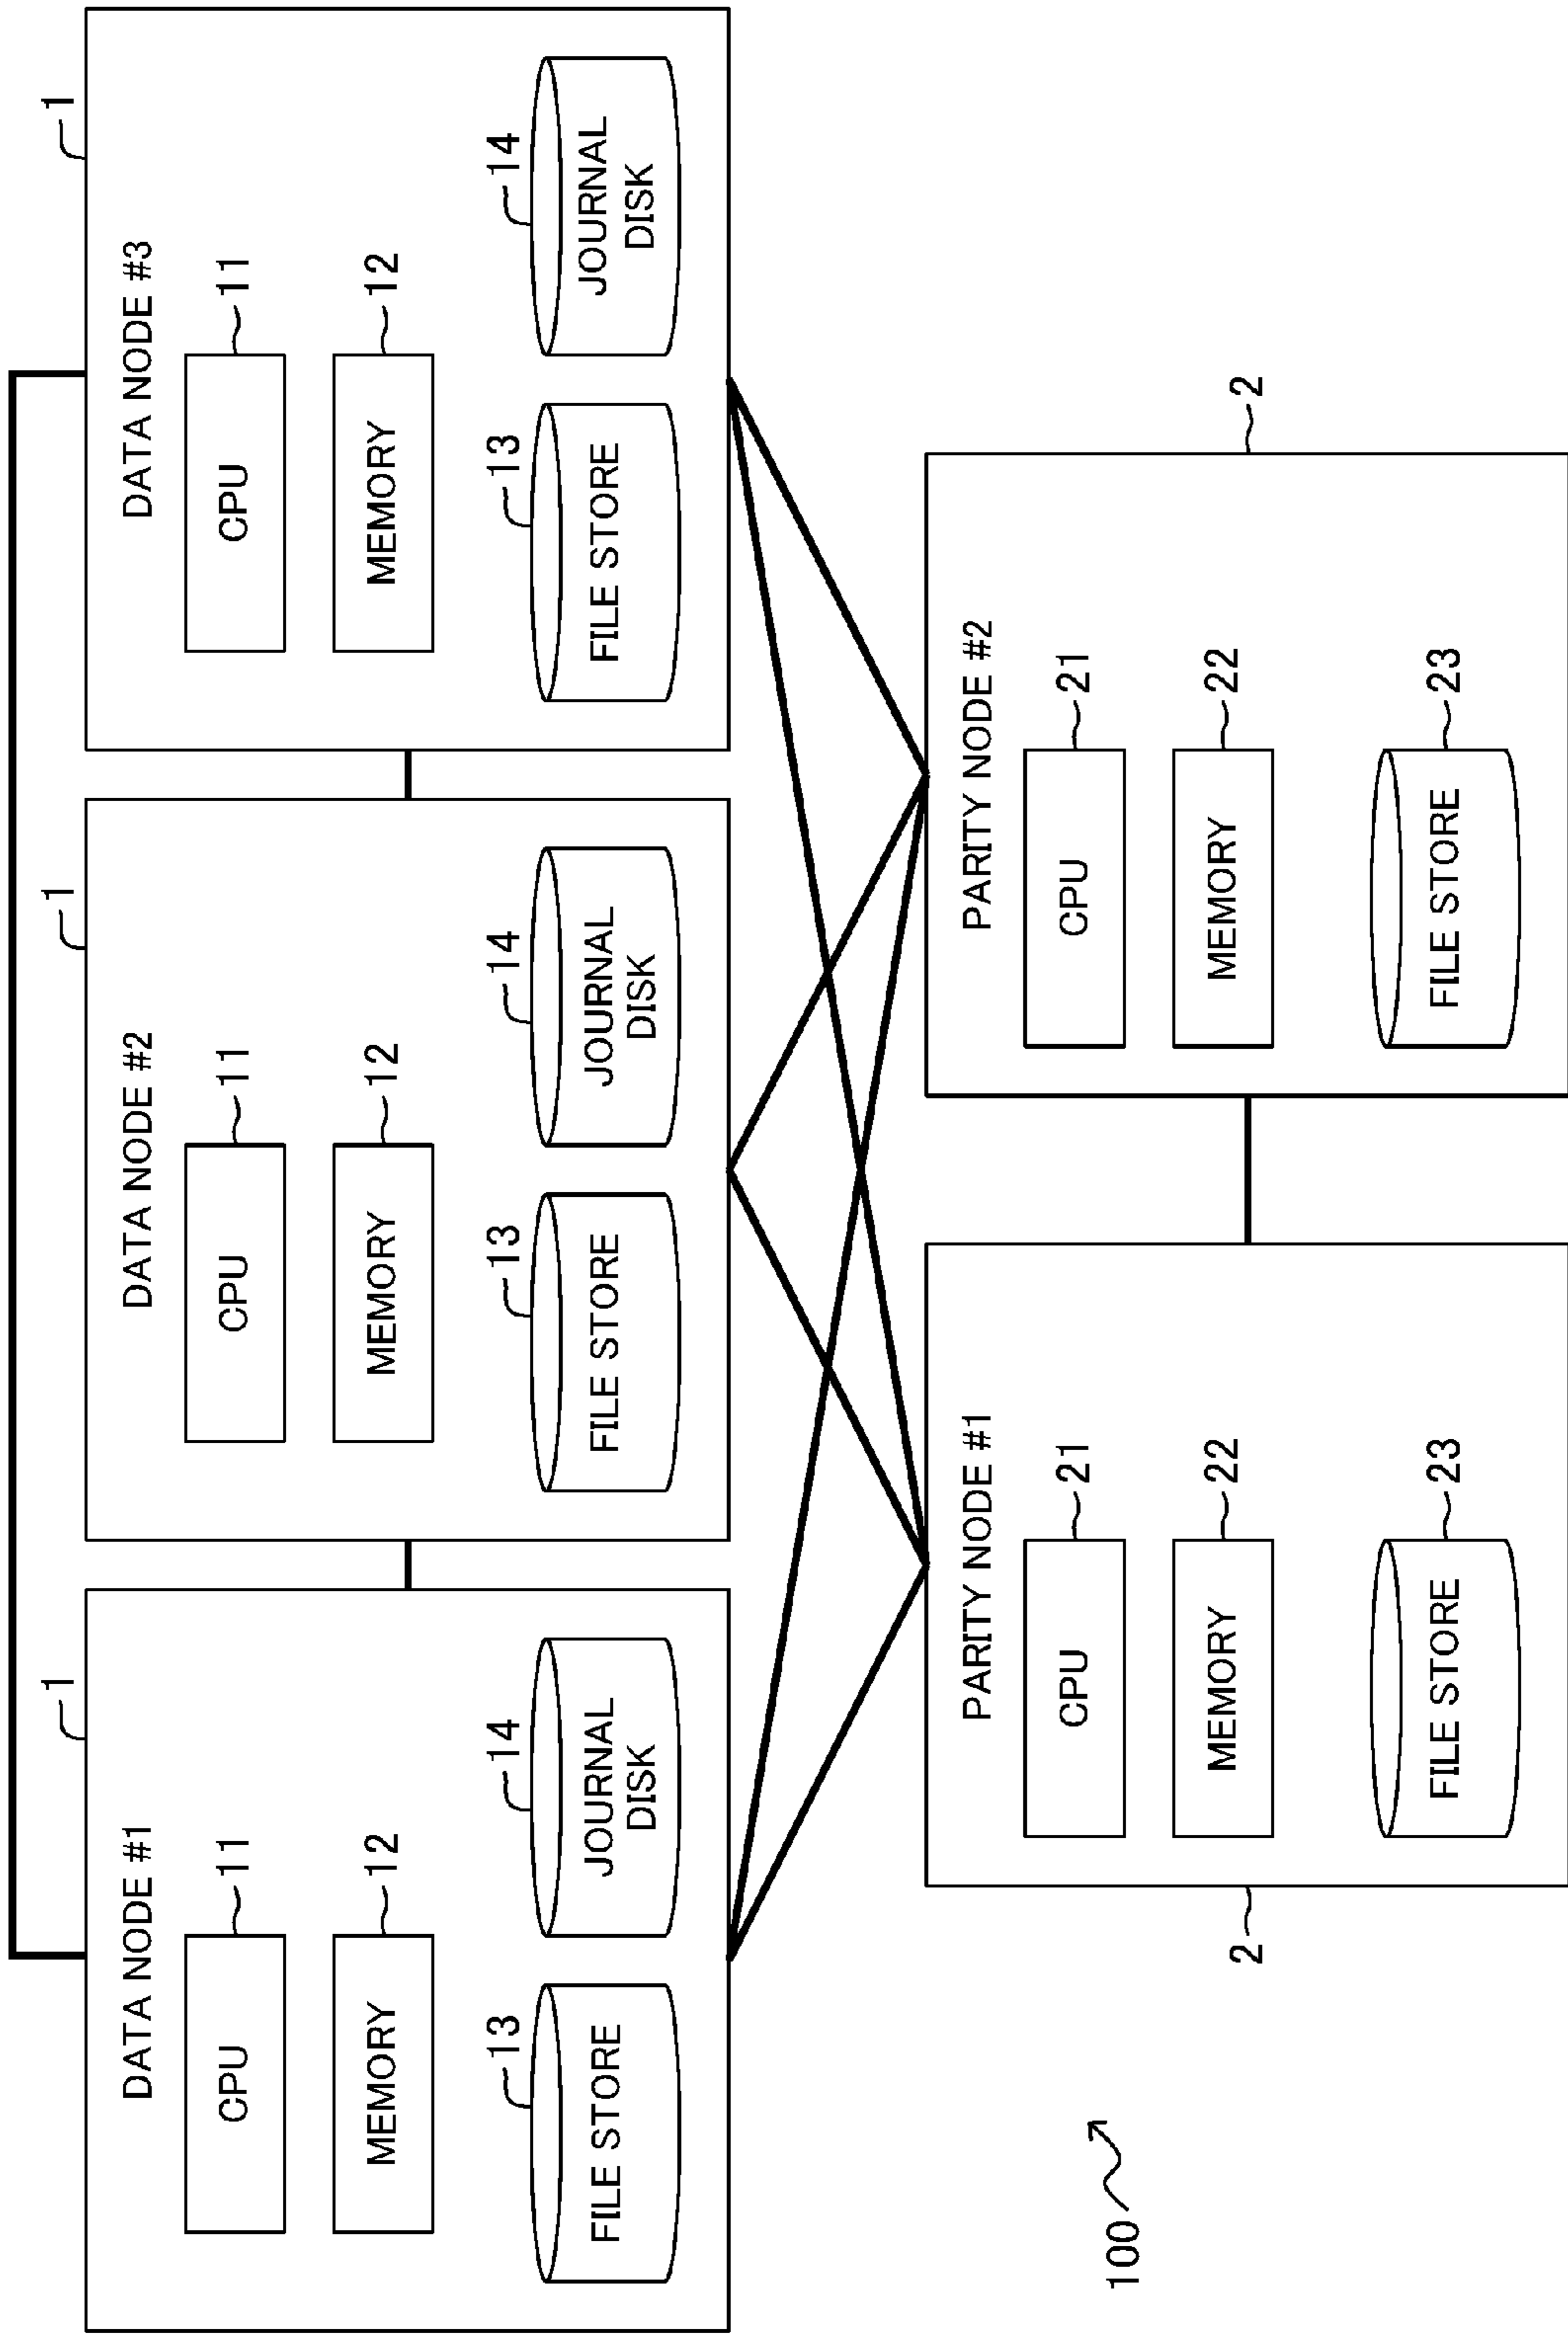 1
DATA NODE #1
CPU
11
MEMORY
12
13
FILE STORE
14
JOURNAL
DISK
1
DATA NODE #2
CPU
11
MEMORY
12
13
FILE STORE
14
JOURNAL
DISK
1
DATA NODE #3
CPU
11
MEMORY
12
13
FILE STORE
14
JOURNAL
DISK
100
2
PARITY NODE #1
CPU
21
MEMORY
22
FILE STORE
23
2
PARITY NODE #2
CPU
21
MEMORY
22
FILE STORE
23